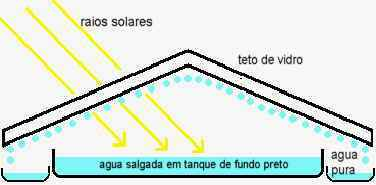 raios solares
teto de vidro
agua salgada em tanque de fundo preto
agua
pura